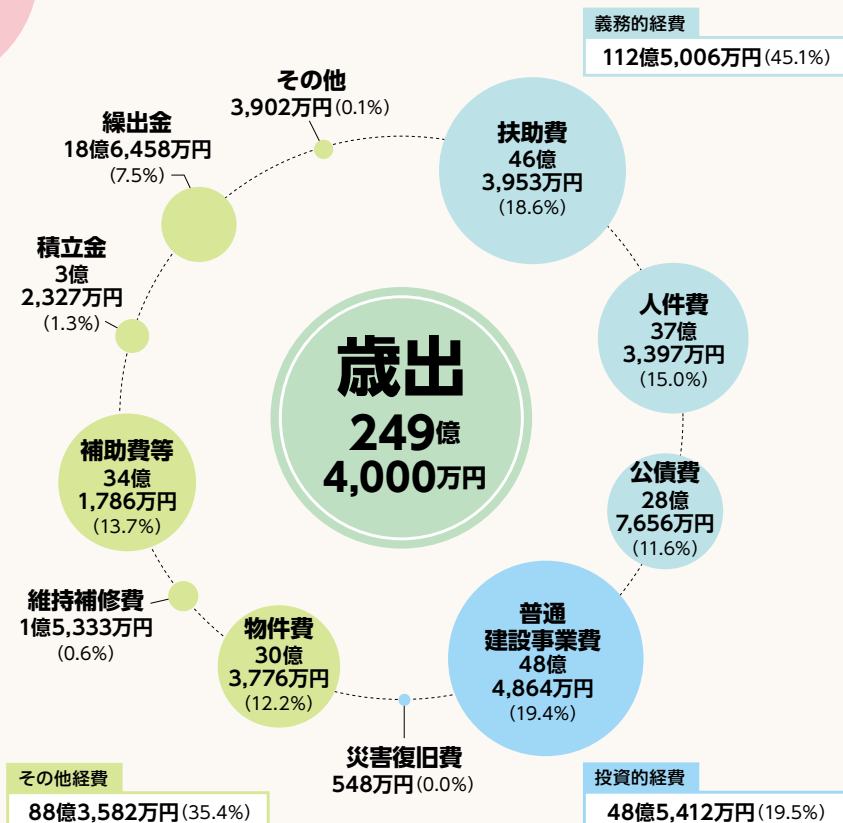 義務的経費
112億5,006万円(45.1%)
その他
3,902万円(0.1%)
繰出金
18億6,458万円
(7.5%)
扶助費
46億
3,953万円
(18.6%)
積立金
3億
2,327万円
(1.3%)
人件費
37億
3,397万円
(15.0%)
歳出
249億
4,000万円
補助費等
34億
1,786万円
(13.7%)
公債費
28億
7,656万円
(11.6%)
維持補修費
1億5,333万円
(0.6%)
物件費
30億
3,776万円
(12.2%)
普通
建設事業費
48億
4,864万円
(19.4%)
災害復旧費
548万円(0.0%)
その他経費
88億3,582万円(35.4%)
投資的経費
48億5,412万円(19.5%)